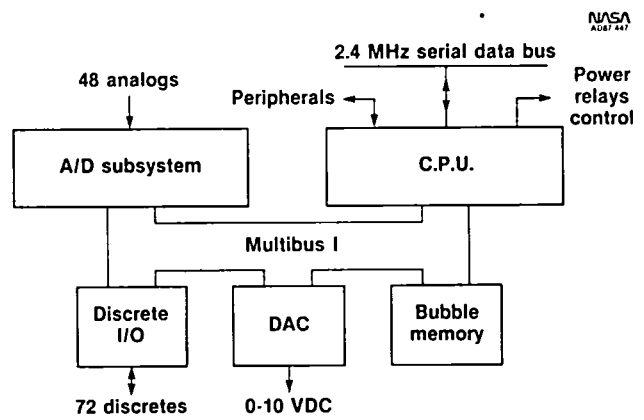 NASA
AD87 447
2.4 MHz serial data bus
48 analogs
Peripherals
Power
relays
control
A/D subsystem
C.P.U.
Multibus I
Discrete
I/O
DAC
Bubble
memory
72 discretes
0-10 VDC